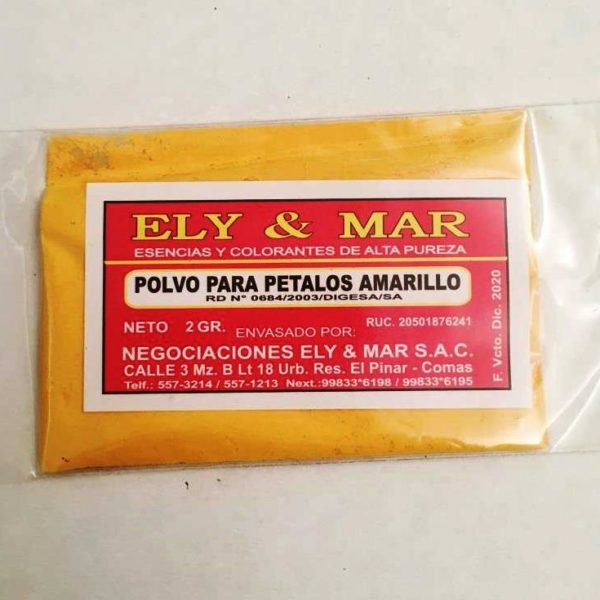 ELY & MAR
ESENCIAS Y COLORANTES DE ALTA PUREZA
POLVO PARA PETALOS AMARILLO
RD N° 0684/2003/DIGESA/SA
NETO 2 GR. ENVASADO POR: RUC. 20501876241
NEGOCIACIONES ELY & MAR S.A.C.
CALLE 3 Mz. B Lt 18 Urb. Res. El Pinar - Comas
Telf.: 557-3214 / 557-1213 Next.:99833*6198 / 99833*6195
F. Vcto. Dic. 2020